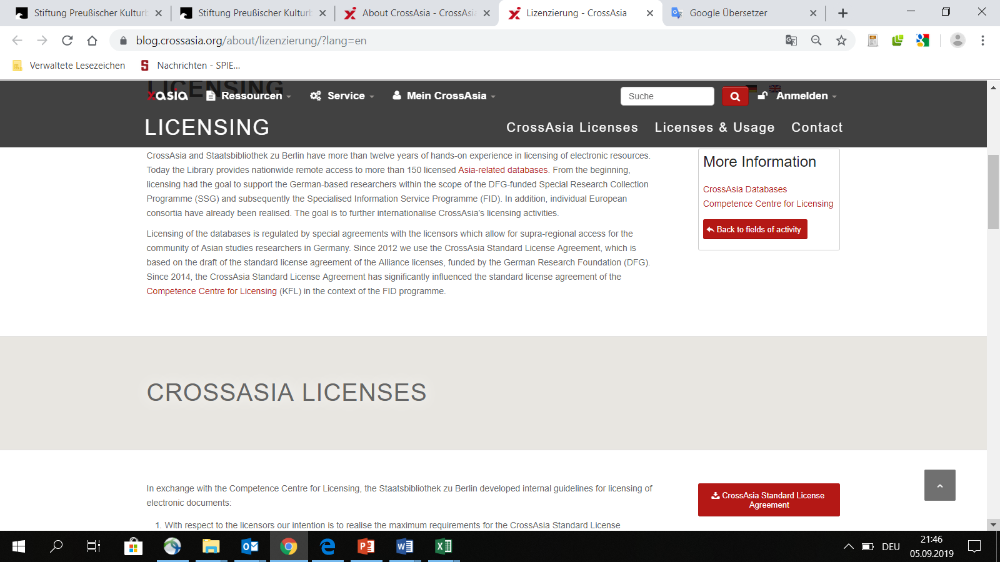 Stiftung Preußischer Kulturb
Stiftung Preußischer Kulturb
About CrossAsia - CrossAsia
Lizenzierung - CrossAsia
Google Übersetzer
blog.crossasia.org/about/lizenzierung/?lang=en
Verwaltete Lesezeichen
Nachrichten - SPIE...
LICENSING
xasia
Ressourcen
Service
Mein CrossAsia
Suche
Anmelden
LICENSING
CrossAsia Licenses
Licenses & Usage
Contact
CrossAsia and Staatsbibliothek zu Berlin have more than twelve years of hands-on experience in licensing of electronic resources.
Today the Library provides nationwide remote access to more than 150 licensed Asia-related databases. From the beginning,
licensing had the goal to support the German-based researchers within the scope of the DFG-funded Special Research Collection
Programme (SSG) and subsequently the Specialised Information Service Programme (FID). In addition, individual European
consortia have already been realised. The goal is to further internationalise CrossAsia’s licensing activities.
Licensing of the databases is regulated by special agreements with the licensors which allow for supra-regional access for the
community of Asian studies researchers in Germany. Since 2012 we use the CrossAsia Standard License Agreement, which is
based on the draft of the standard license agreement of the Alliance licenses, funded by the German Research Foundation (DFG).
Since 2014, the CrossAsia Standard License Agreement has significantly influenced the standard license agreement of the
Competence Centre for Licensing (KFL) in the context of the FID programme.
More Information
CrossAsia Databases
Competence Centre for Licensing
Back to fields of activity
CROSSASIA LICENSES
In exchange with the Competence Centre for Licensing, the Staatsbibliothek zu Berlin developed internal guidelines for licensing of
electronic documents:
1. With respect to the licensors our intention is to realise the maximum requirements for the CrossAsia Standard License
CrossAsia Standard License
Agreement
DEU
21:46
05.09.2019